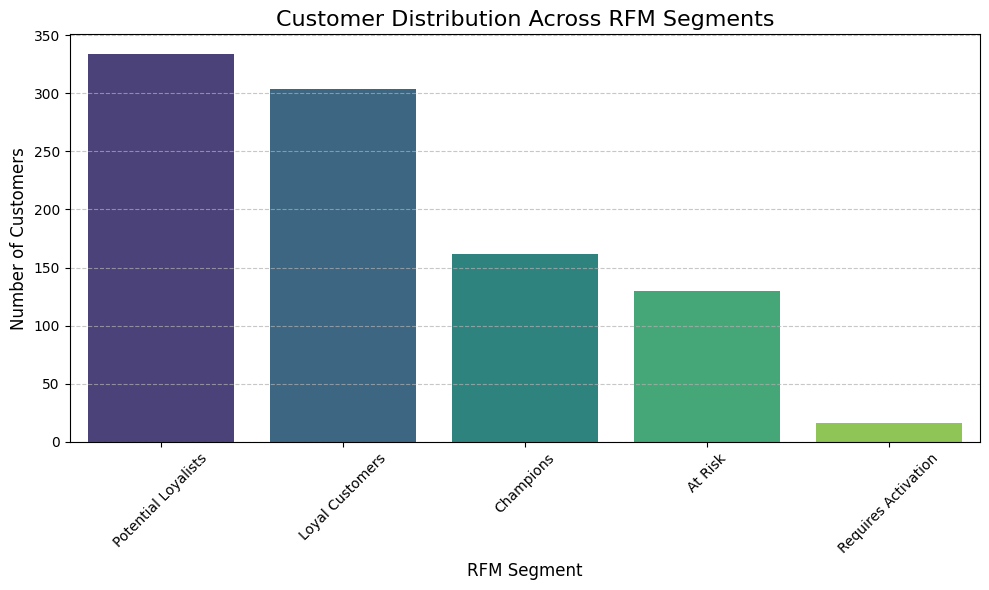 Customer Distribution Across RFM Segments
Number of Customers
350
300
250
200
150
100
50
0
Potential Loyalists
Loyal Customers
Champions
At Risk
Requires Activation
RFM Segment